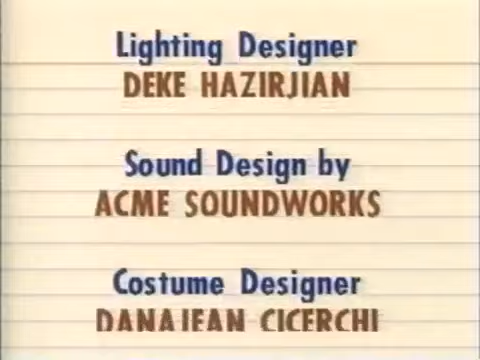 Lighting Designer
DEKE HAZIRJIAN
Sound Design by
ACME SOUNDWORKS
Costume Designer
DANAJEAN CICERCHI